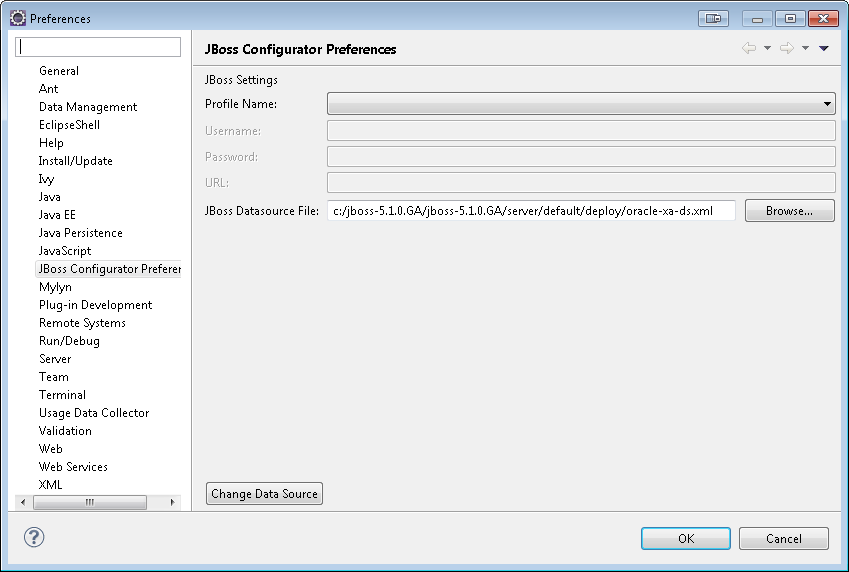 Preferences
JBoss Configurator Preferences
General
Ant
Data Management
EclipseShell
Help
Install/Update
Ivy
Java
Java EE
Java Persistence
JavaScript
JBoss Configurator Preferer
Mylyn
Plug-in Development
Remote Systems
Run/Debug
Server
Team
Terminal
Usage Data Collector
Validation
Web
Web Services
XML
JBoss Settings
Profile Name:
Username:
Password:
URL:
JBoss Datasource File: c:/jboss-5.1.0.GA/jboss-5.1.0.GA/server/default/deploy/oracle-xa-ds.xml Browse...
Change Data Source
? OK Cancel